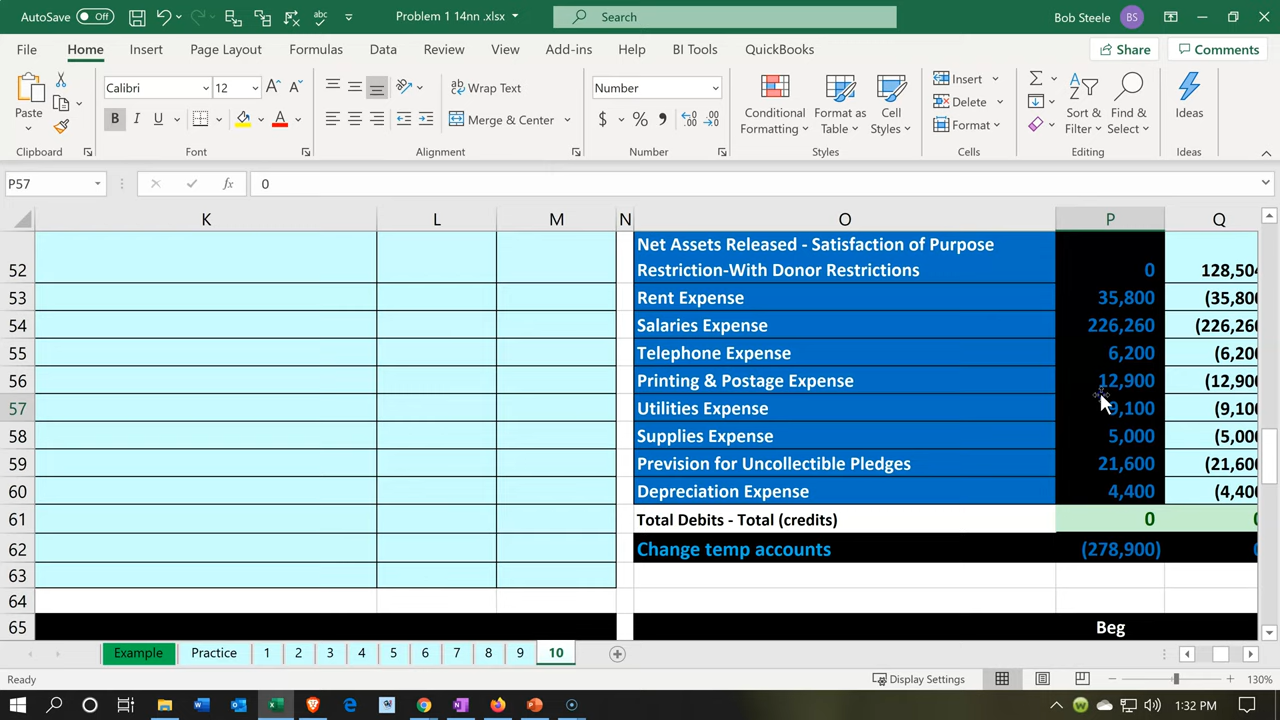 AutoSave Off Problem 1 14nn .xlsx Search Bob Steele BS
File Home Insert Page Layout Formulas Data Review View Add-ins Help BI Tools QuickBooks Share Comments
Calibri 12 Wrap Text Number Insert
Paste B I U Merge & Center $ % Conditional Formatting Format as Table Cell Styles Delete Format Sort & Filter Find & Select Ideas
Clipboard Font Alignment Number Styles Cells Editing Ideas
P57 fx 0
K L M N O P Q
52 Net Assets Released - Satisfaction of Purpose
Restriction-With Donor Restrictions 0 128,504
53 Rent Expense 35,800 (35,800
54 Salaries Expense 226,260 (226,260
55 Telephone Expense 6,200 (6,200
56 Printing & Postage Expense 12,900 (12,900
57 Utilities Expense 9,100 (9,100
58 Supplies Expense 5,000 (5,000
59 Prevision for Uncollectible Pledges 21,600 (21,600
60 Depreciation Expense 4,400 (4,400
61 Total Debits - Total (credits) 0 0
62 Change temp accounts (278,900) 0
63
64
65 Beg
Example Practice 1 2 3 4 5 6 7 8 9 10
Ready Display Settings 130%
1:32 PM